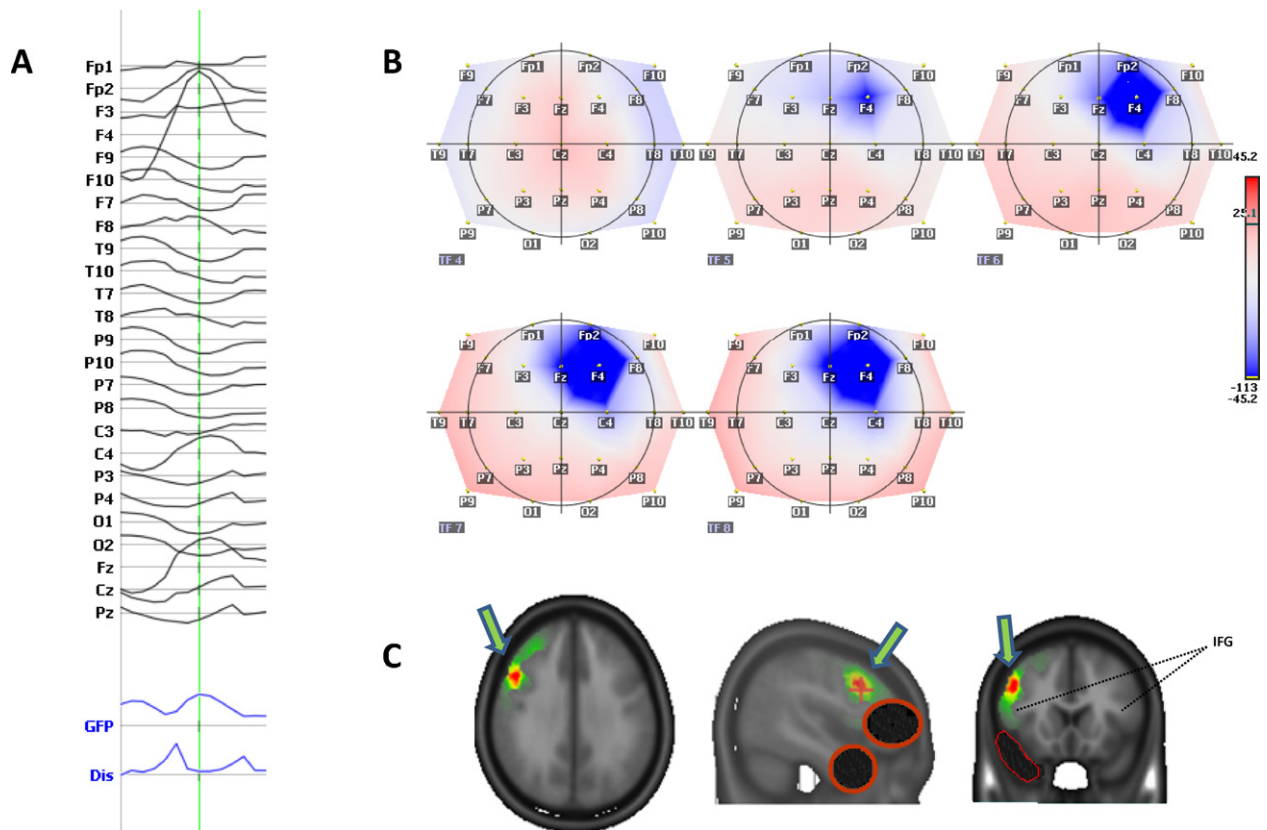 A
Fp1
Fp2
F3
F4
F9
F10
F7
F8
T9
T10
T7
T8
P9
P10
P7
P8
C3
C4
P3
P4
O1
O2
Fz
Cz
Pz
GFP
Dis
B
Fp1 Fp2
F9 F10
F7 F3 Fz F4 F8
T9 T7 C3 Cz C4 T8 T10
P7 P3 Pz P4 P8
P9 O1 O2 P10
TF 4
Fp1 Fp2
F9 F10
F7 F3 Fz F4 F8
T9 T7 C3 Cz C4 T8 T10
P7 P3 Pz P4 P8
P9 O1 O2 P10
TF 5
Fp1 Fp2
F9 F10
F7 F3 Fz F4 F8
T9 T7 C3 Cz C4 T8 T10
P7 P3 Pz P4 P8
P9 O1 O2 P10
TF 6
45.2
25.1
-113
-45.2
Fp1 Fp2
F9 F10
F7 F3 Fz F4 F8
T9 T7 C3 Cz C4 T8 T10
P7 P3 Pz P4 P8
P9 O1 O2 P10
TF 7
Fp1 Fp2
F9 F10
F7 F3 Fz F4 F8
T9 T7 C3 Cz C4 T8 T10
P7 P3 Pz P4 P8
P9 O1 O2 P10
TF 8
C
IFG